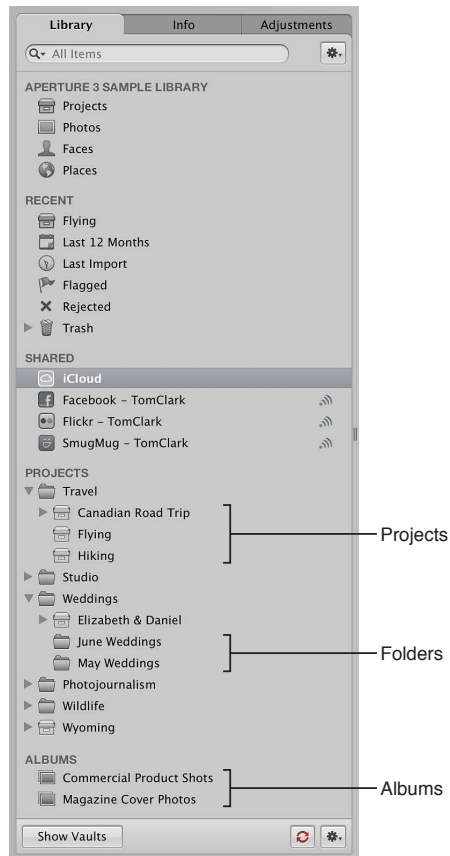 Library Info Adjustments
All Items
APERTURE 3 SAMPLE LIBRARY
Projects
Photos
Faces
Places
RECENT
Flying
Last 12 Months
Last Import
Flagged
Rejected
Trash
SHARED
iCloud
Facebook – TomClark
Flickr – TomClark
SmugMug – TomClark
PROJECTS
Travel
Canadian Road Trip
Flying
Projects
Hiking
Studio
Weddings
Elizabeth & Daniel
June Weddings
Folders
May Weddings
Photojournalism
Wildlife
Wyoming
ALBUMS
Commercial Product Shots
Albums
Magazine Cover Photos
Show Vaults